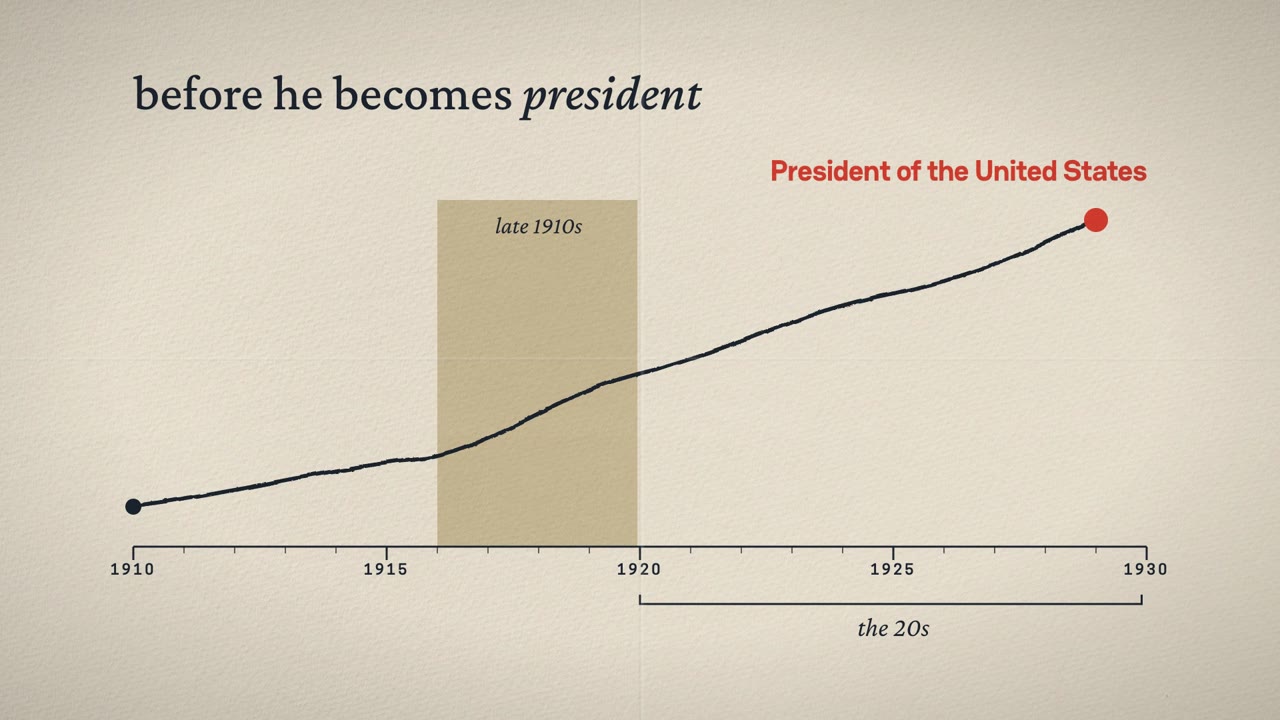 before he becomes president
President of the United States
late 1910s
1910 1915 1920 1925 1930
the 20s